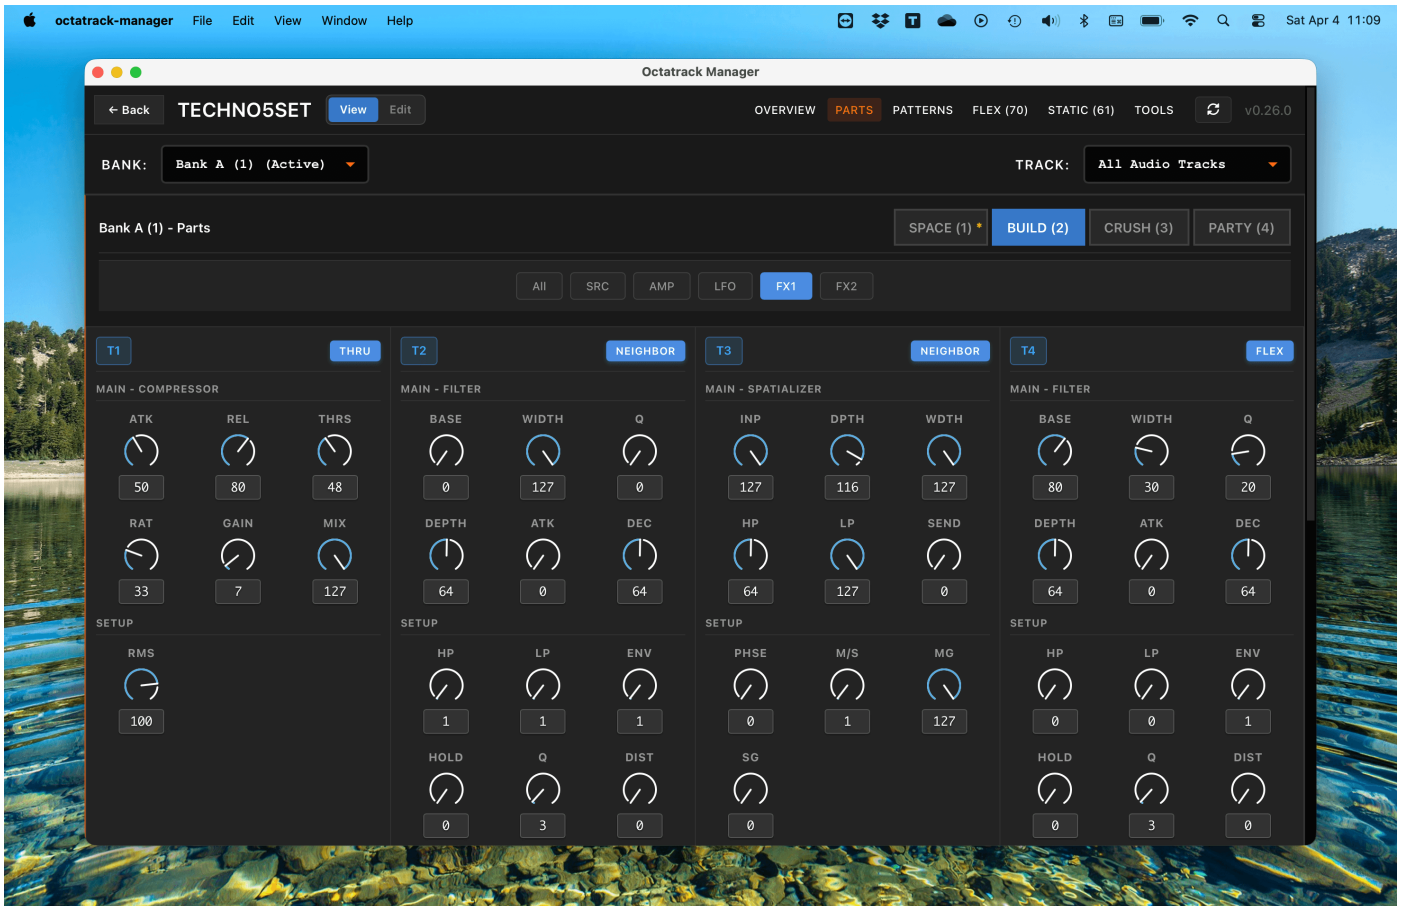 octatrack-manager File Edit View Window Help Sat Apr 4 11:09
Octatrack Manager
← Back TECHNO5SET View Edit OVERVIEW PARTS PATTERNS FLEX (70) STATIC (61) TOOLS v0.26.0
BANK: Bank A (1) (Active) TRACK: All Audio Tracks
Bank A (1) - Parts SPACE (1) * BUILD (2) CRUSH (3) PARTY (4)
All SRC AMP LFO FX1 FX2
T1 THRU T2 NEIGHBOR T3 NEIGHBOR T4 FLEX
MAIN - COMPRESSOR MAIN - FILTER MAIN - SPATIALIZER MAIN - FILTER
ATK REL THRS BASE WIDTH Q INP DPTH WDTH BASE WIDTH Q
50 80 48 0 127 0 127 116 127 80 30 20
RAT GAIN MIX DEPTH ATK DEC HP LP SEND DEPTH ATK DEC
33 7 127 64 0 64 64 127 0 64 0 64
SETUP SETUP SETUP SETUP
RMS HP LP ENV PHSE M/S MG HP LP ENV
100 1 1 1 0 1 127 0 0 1
HOLD Q DIST SG HOLD Q DIST
0 3 0 0 0 3 0